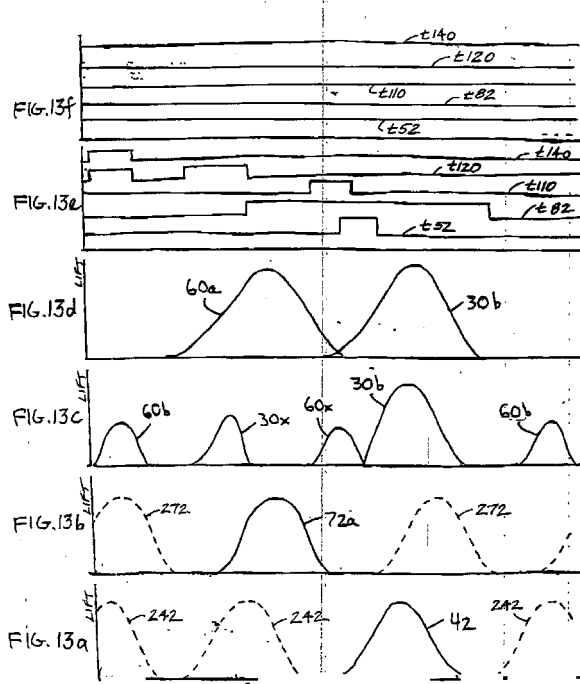 t140
t120
FIG.13f
t110
t82
t52
t140
t120
FIG.13e
t110
t82
t52
LIFT
60a
30b
FIG.13d
LIFT
60b
30x
60x
30b
60b
FIG.13c
LIFT
272
72a
272
FIG.13b
LIFT
242
242
42
242
FIG.13a